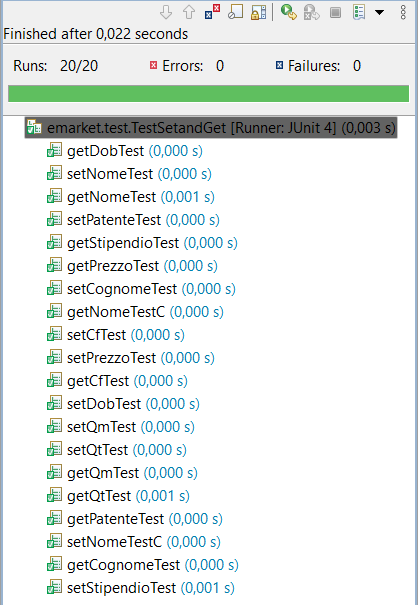 Finished after 0,022 seconds
Runs: 20/20 Errors: 0 Failures: 0
emarket.test.TestSetandGet [Runner: JUnit 4] (0,003 s)
getDobTest (0,000 s)
setNomeTest (0,000 s)
getNomeTest (0,001 s)
setPatenteTest (0,000 s)
getStipendioTest (0,000 s)
getPrezzoTest (0,000 s)
setCognomeTest (0,000 s)
getNomeTestC (0,000 s)
setCfTest (0,000 s)
setPrezzoTest (0,000 s)
getCfTest (0,000 s)
setDobTest (0,000 s)
setQmTest (0,000 s)
setQtTest (0,000 s)
getQmTest (0,000 s)
getQtTest (0,001 s)
getPatenteTest (0,000 s)
setNomeTestC (0,000 s)
getCognomeTest (0,000 s)
setStipendioTest (0,001 s)